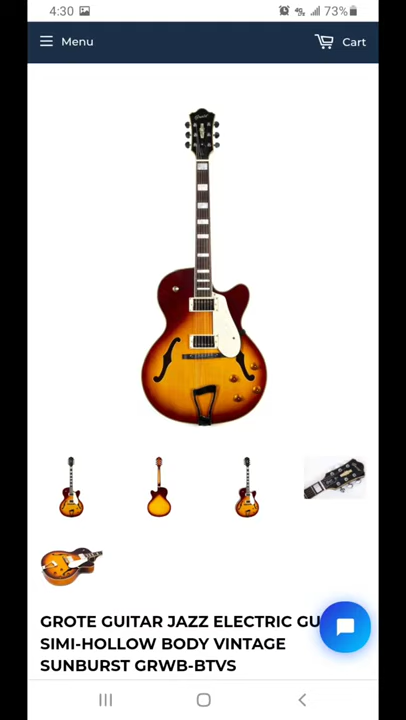 4:30 73%
Menu Cart
GROTE GUITAR JAZZ ELECTRIC GU
SIMI-HOLLOW BODY VINTAGE
SUNBURST GRWB-BTVS